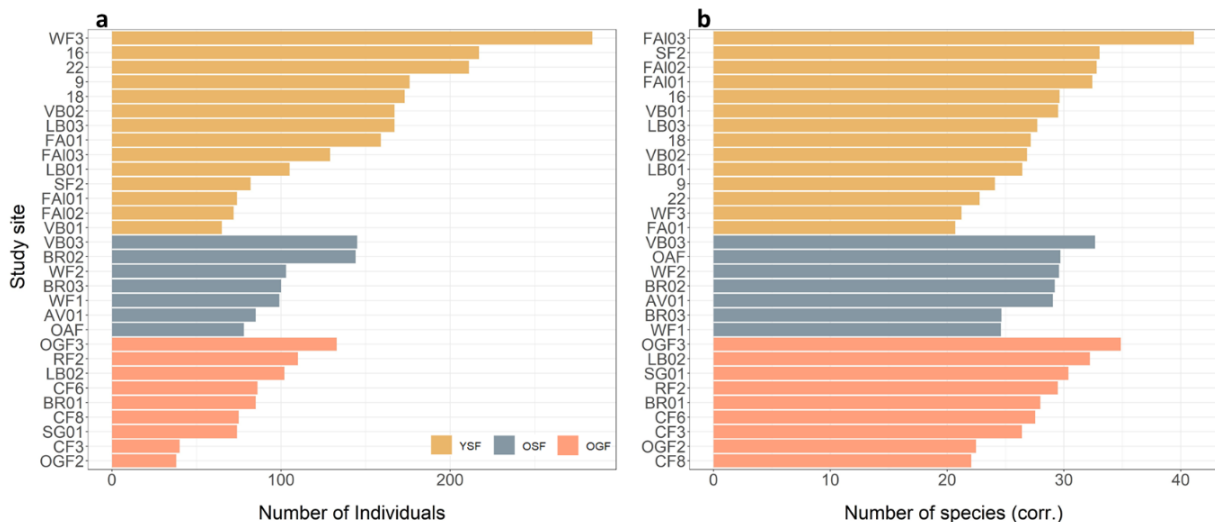 a
WF3
16
22
9
18
VB02
LB03
FA01
FAI03
LB01
SF2
FAI01
FAI02
VB01
VB03
BR02
WF2
BR03
WF1
AV01
OAF
OGF3
RF2
LB02
CF6
BR01
CF8
SG01
CF3
OGF2
Study site
YSF OSF OGF
0 100 200
Number of Individuals
b
FAI03
SF2
FAI02
FAI01
16
VB01
LB03
18
VB02
LB01
9
22
WF3
FA01
VB03
OAF
WF2
BR02
AV01
BR03
WF1
OGF3
LB02
SG01
RF2
BR01
CF6
CF3
OGF2
CF8
0 10 20 30 40
Number of species (corr.)